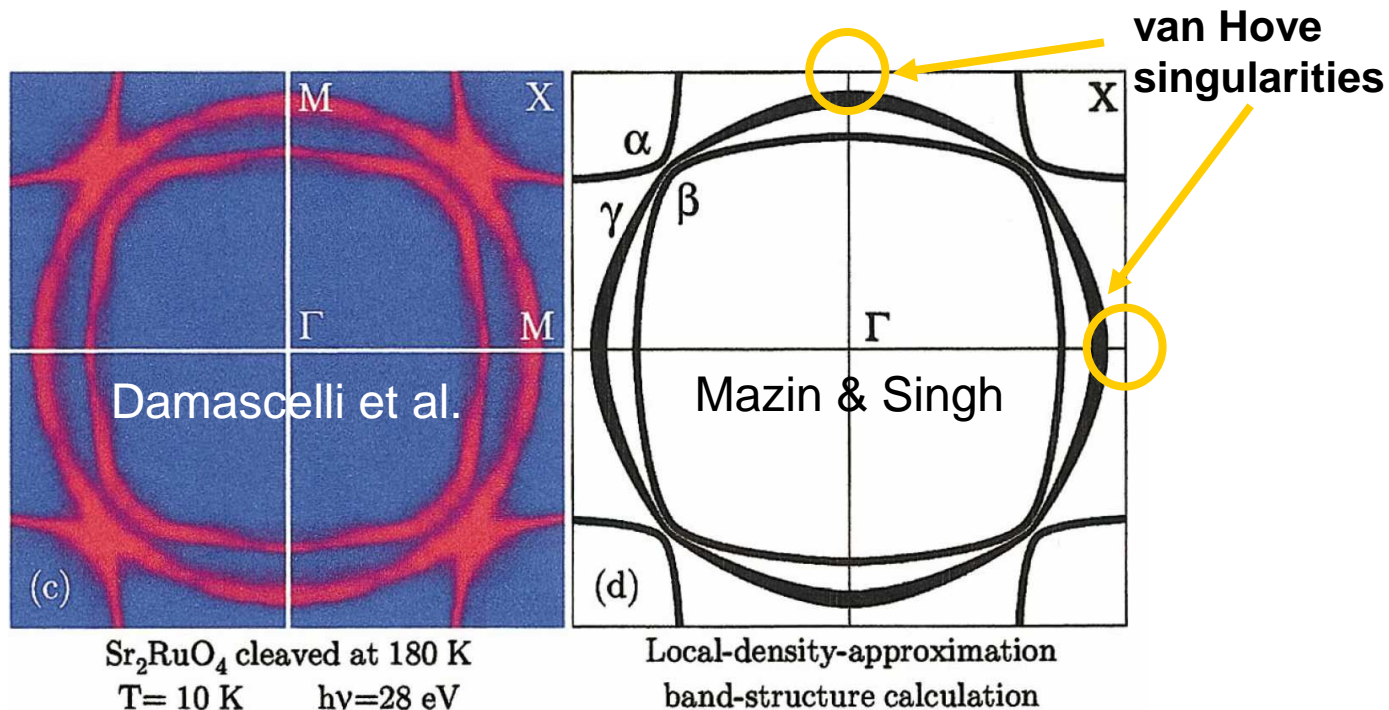 van Hove
singularities
M
X
Γ
M
Damascelli et al.
(c)
Sr₂RuO₄ cleaved at 180 K
T= 10 K hν=28 eV
X
α
β
γ
Γ
Mazin & Singh
(d)
Local-density-approximation
band-structure calculation